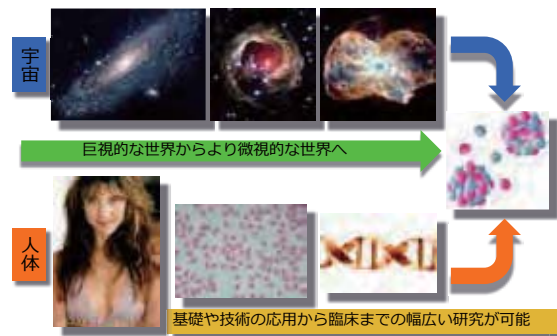 宇宙
巨視的な世界からより微視的な世界へ
人体
基礎や技術の応用から臨床までの幅広い研究が可能